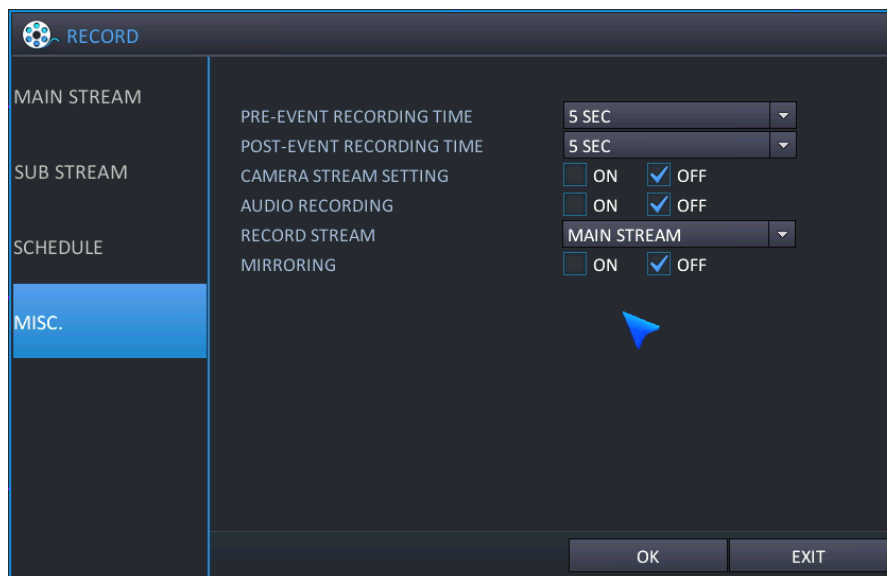 RECORD
MAIN STREAM
SUB STREAM
SCHEDULE
MISC.
PRE-EVENT RECORDING TIME 5 SEC
POST-EVENT RECORDING TIME 5 SEC
CAMERA STREAM SETTING ON OFF
AUDIO RECORDING ON OFF
RECORD STREAM MAIN STREAM
MIRRORING ON OFF
OK EXIT